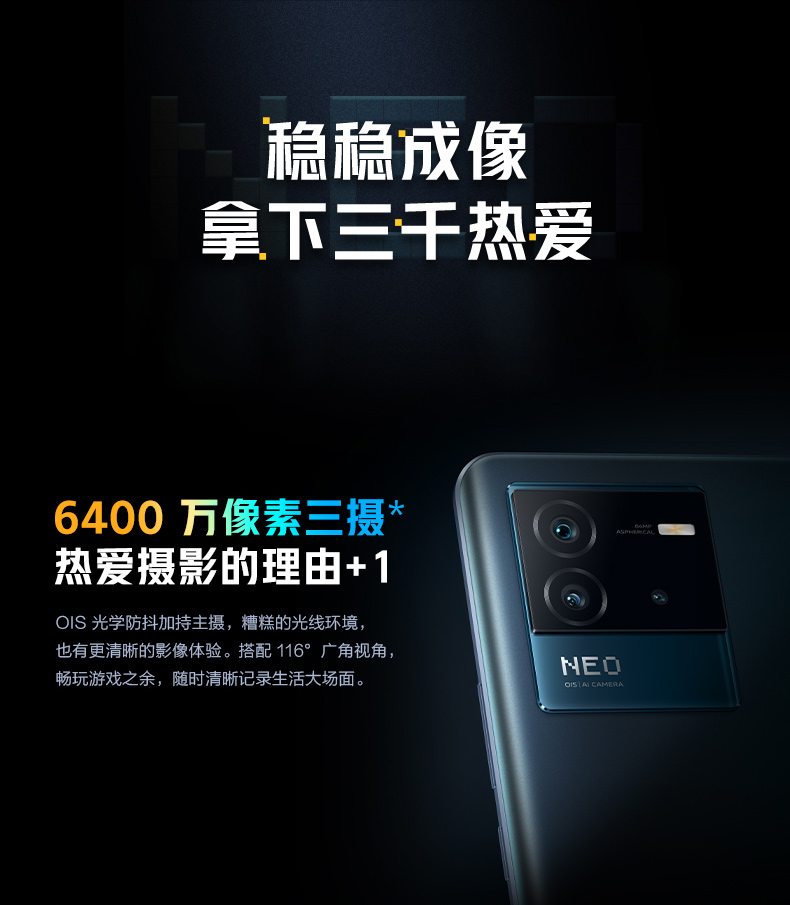 稳稳成像
拿下三千热爱
6400 万像素三摄*
热爱摄影的理由+1
OIS 光学防抖加持主摄，糟糕的光线环境，
也有更清晰的影像体验。搭配 116° 广角视角，
畅玩游戏之余，随时清晰记录生活大场面。
64MP
ASPHERICAL
NEO
OIS | AI CAMERA